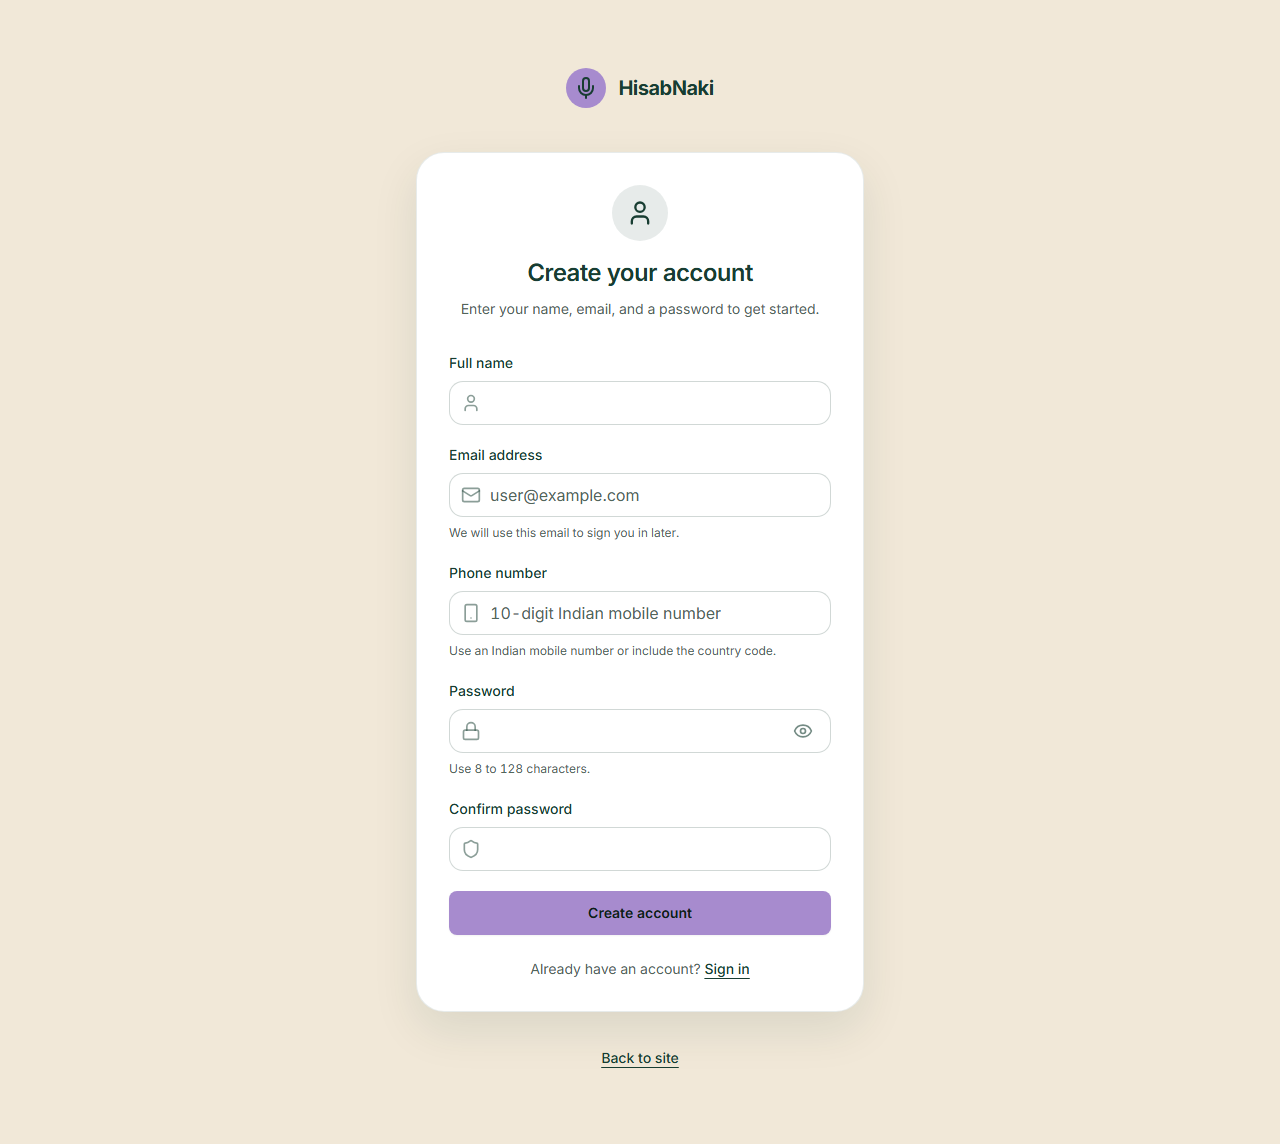 HisabNaki
Create your account
Enter your name, email, and a password to get started.
Full name
Email address
user@example.com
We will use this email to sign you in later.
Phone number
10-digit Indian mobile number
Use an Indian mobile number or include the country code.
Password
Use 8 to 128 characters.
Confirm password
Create account
Already have an account? Sign in
Back to site